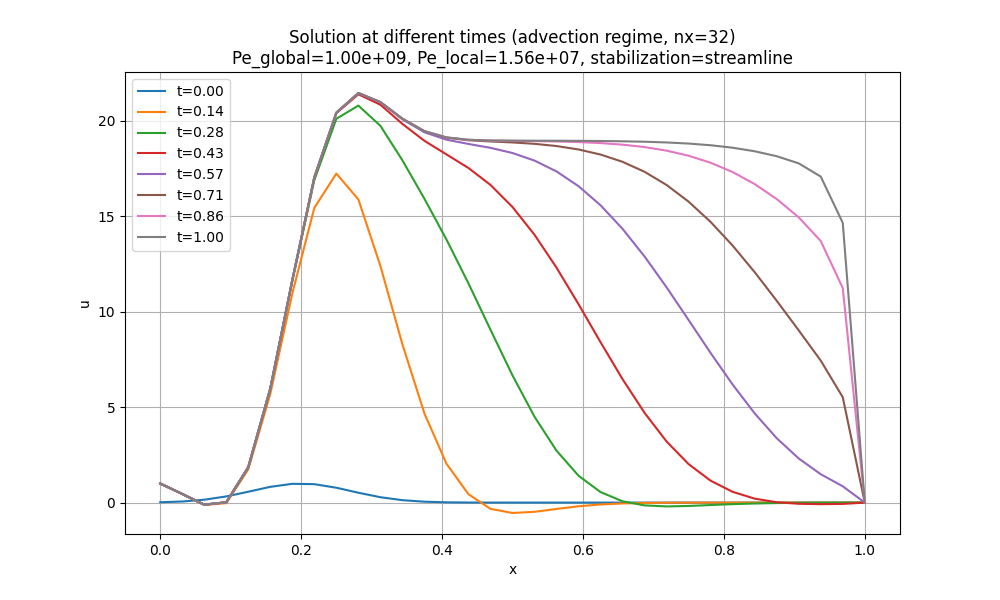 Solution at different times (advection regime, nx=32)
Pe_global=1.00e+09, Pe_local=1.56e+07, stabilization=streamline
t=0.00
t=0.14
t=0.28
t=0.43
t=0.57
t=0.71
t=0.86
t=1.00
20
15
10
5
0
u
0.0 0.2 0.4 0.6 0.8 1.0
x